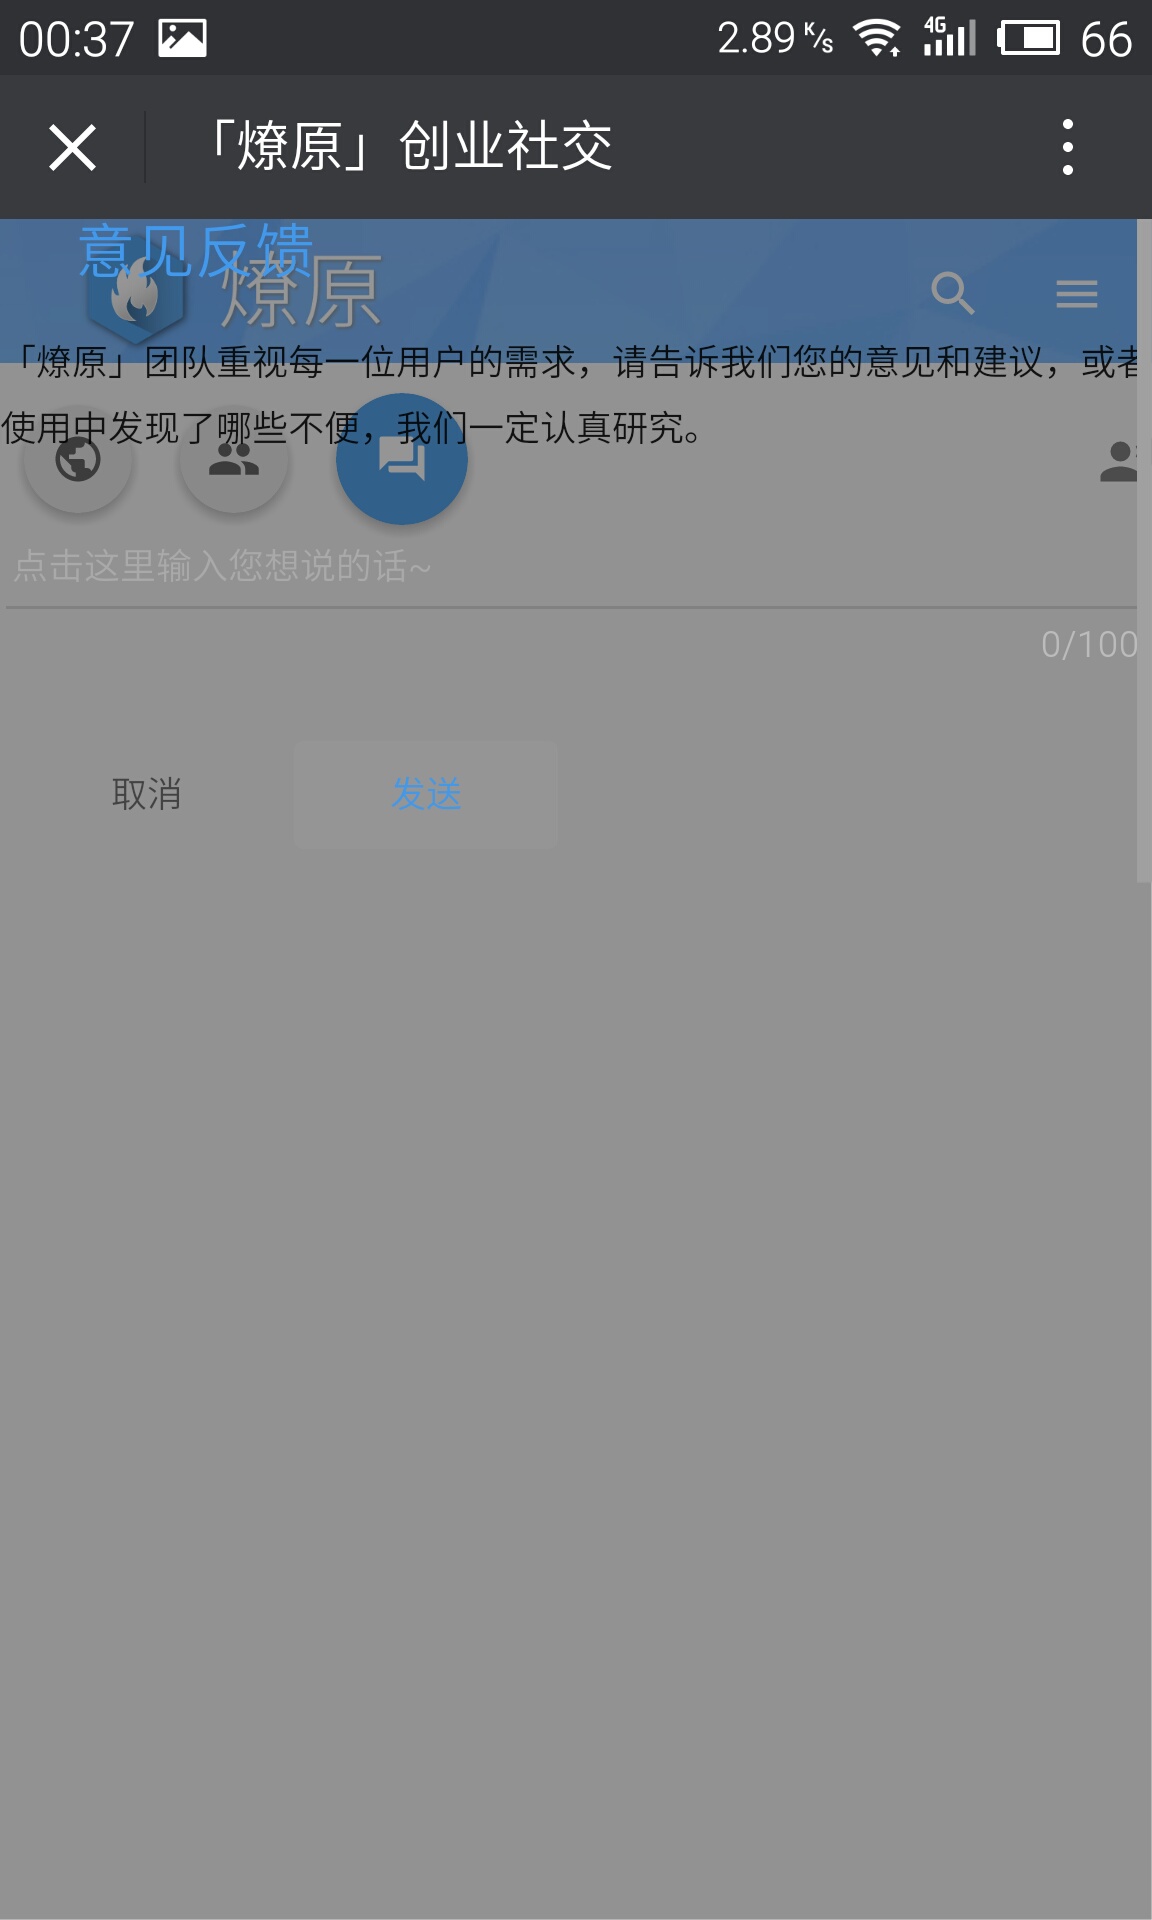 00:37
2.89 K/s
4G
66
「燎原」创业社交
意见反馈
燎原
「燎原」团队重视每一位用户的需求，请告诉我们您的意见和建议，或者
使用中发现了哪些不便，我们一定认真研究。
点击这里输入您想说的话~
0/100
取消
发送